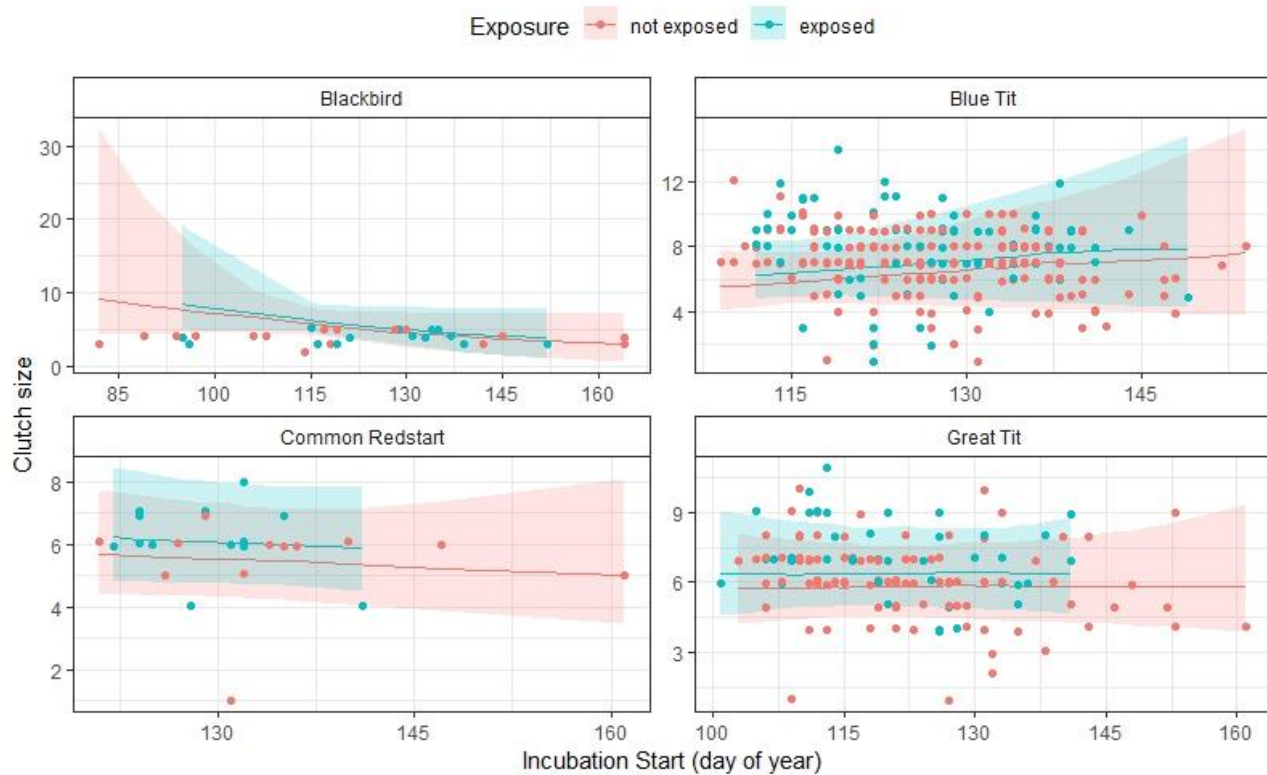 Exposure not exposed exposed
Blackbird
Blue Tit
30
20
10
0
85 100 115 130 145 160
12
8
4
115 130 145
Clutch size
Common Redstart
Great Tit
8
6
4
2
130 145 160
9
6
3
100 115 130 145 160
Incubation Start (day of year)